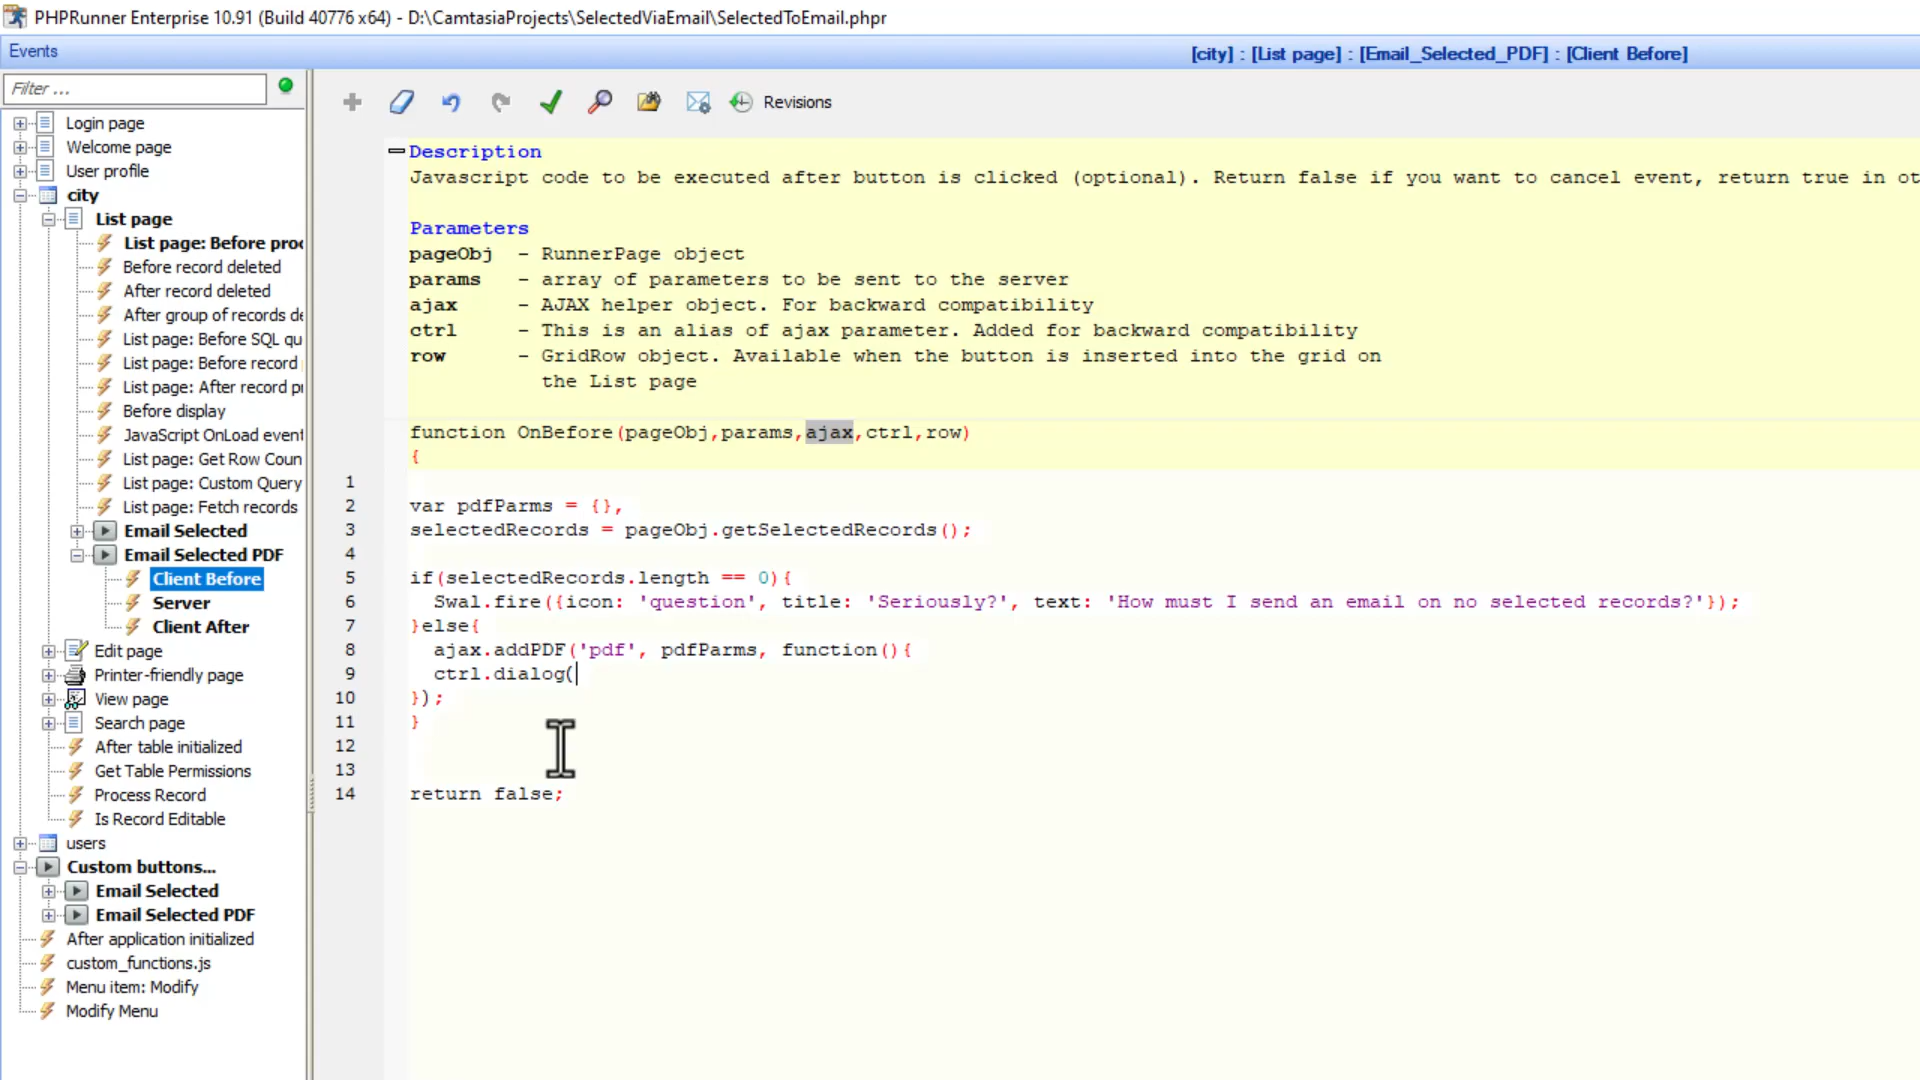 PHPRunner Enterprise 10.91 (Build 40776 x64) - D:\CamtasiaProjects\SelectedViaEmail\SelectedToEmail.phpr
Events
[city] : [List page] : [Email_Selected_PDF] : [Client Before]
Filter ...
Revisions
Login page
Welcome page
User profile
city
List page
List page: Before proc
Before record deleted
After record deleted
After group of records de
List page: Before SQL qu
List page: Before record
List page: After record pr
Before display
JavaScript OnLoad event
List page: Get Row Coun
List page: Custom Query
List page: Fetch records
Email Selected
Email Selected PDF
Client Before
Server
Client After
Edit page
Printer-friendly page
View page
Search page
After table initialized
Get Table Permissions
Process Record
Is Record Editable
users
Custom buttons...
Email Selected
Email Selected PDF
After application initialized
custom_functions.js
Menu item: Modify
Modify Menu
Description
Javascript code to be executed after button is clicked (optional). Return false if you want to cancel event, return true in ot
Parameters
pageObj - RunnerPage object
params - array of parameters to be sent to the server
ajax - AJAX helper object. For backward compatibility
ctrl - This is an alias of ajax parameter. Added for backward compatibility
row - GridRow object. Available when the button is inserted into the grid on
the List page
function OnBefore(pageObj,params,ajax,ctrl,row)
{
1
2 var pdfParms = {},
3 selectedRecords = pageObj.getSelectedRecords();
4
5 if(selectedRecords.length == 0){
6 Swal.fire({icon: 'question', title: 'Seriously?', text: 'How must I send an email on no selected records?'});
7 }else{
8 ajax.addPDF('pdf', pdfParms, function(){
9 ctrl.dialog(
10 });
11 }
12
13
14 return false;